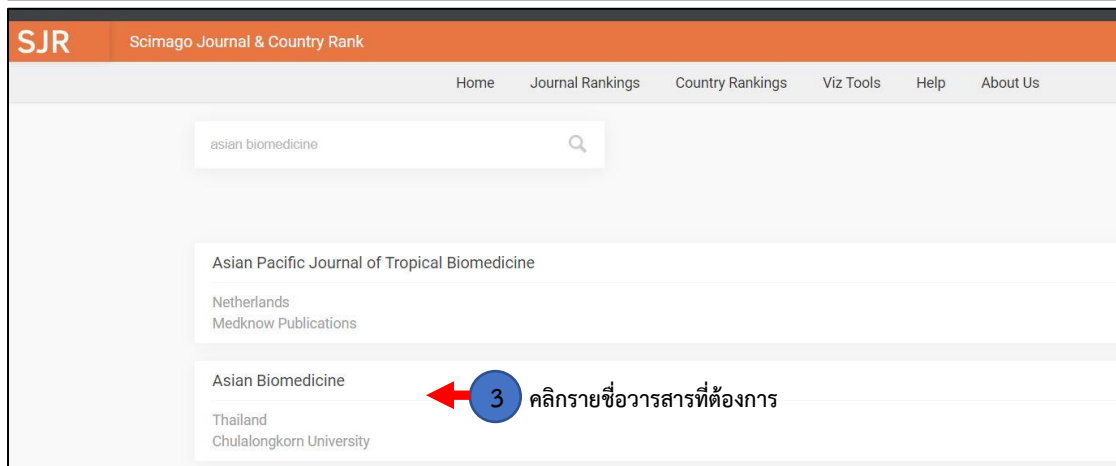 SJR Scimago Journal & Country Rank
Home Journal Rankings Country Rankings Viz Tools Help About Us
asian biomedicine
Asian Pacific Journal of Tropical Biomedicine
Netherlands
Medknow Publications
Asian Biomedicine
3 คลิกรายชื่อวารสารที่ต้องการ
Thailand
Chulalongkorn University